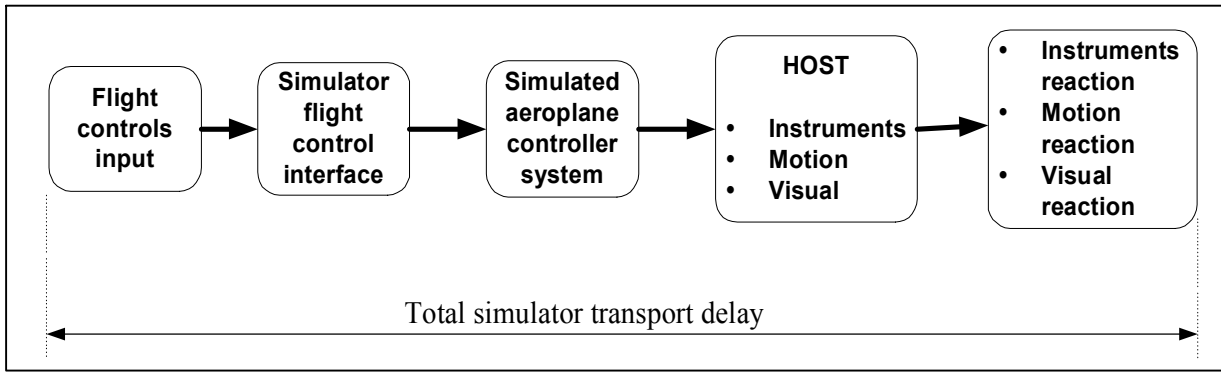 Flight
controls
input
Simulator
flight
control
interface
Simulated
aeroplane
controller
system
HOST
• Instruments
• Motion
• Visual
• Instruments
reaction
• Motion
reaction
• Visual
reaction
Total simulator transport delay